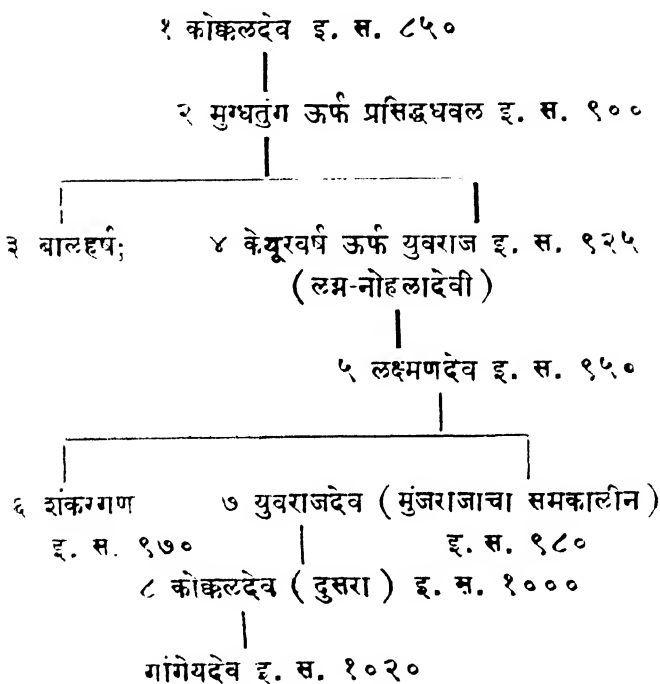 १ कोक्कलदेव इ. स. ८५०
२ मुग्धतुंग ऊर्फ प्रसिद्धधवल इ. स. ९००
३ बालहर्ष; ४ केयूरवर्ष ऊर्फ युवराज इ. स. ९२५
(लग्न-नोहलादेवी)
५ लक्ष्मणदेव इ. स. ९५०
६ शंकरगण ७ युवराजदेव (मुंजराजाचा समकालीन)
इ. स. ९७० इ. स. ९८०
८ कोक्कलदेव (दुसरा) इ. स. १०००
गांगेयदेव इ. स. १०२०